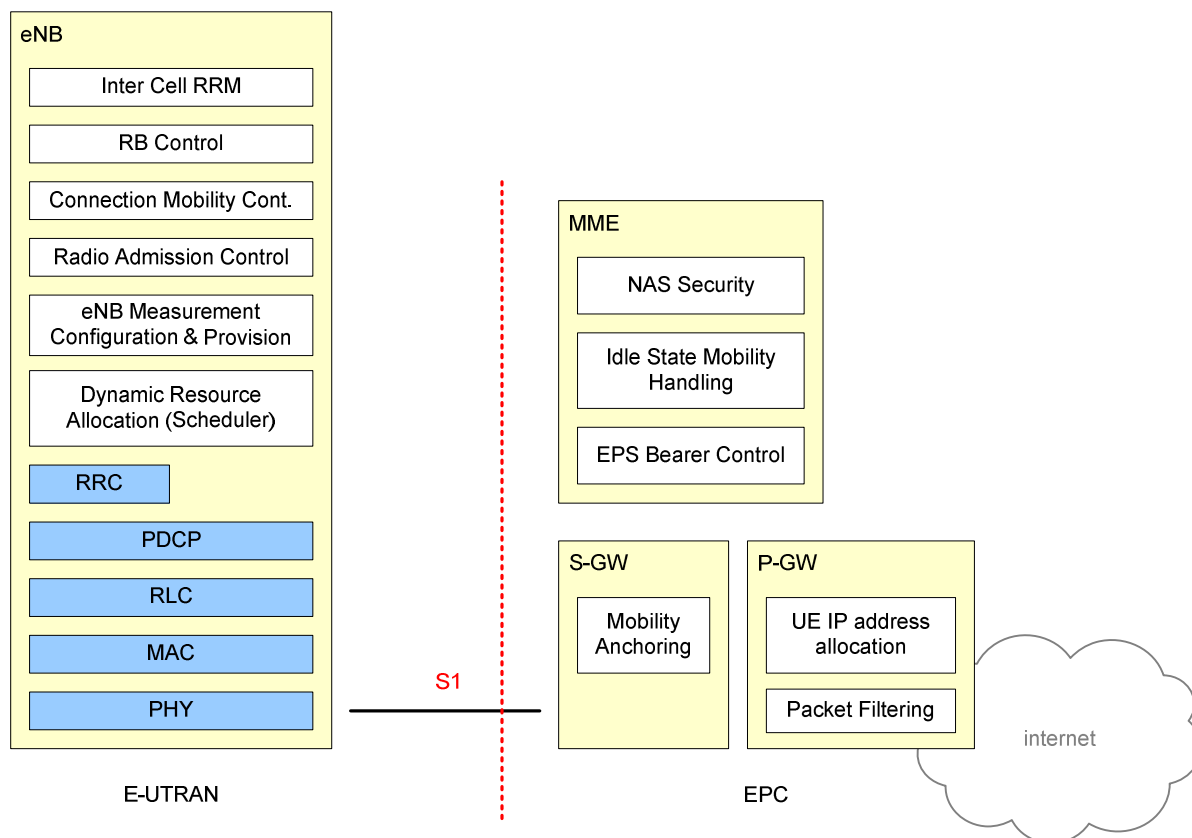 eNB
Inter Cell RRM
RB Control
Connection Mobility Cont.
Radio Admission Control
eNB Measurement
Configuration & Provision
Dynamic Resource
Allocation (Scheduler)
RRC
PDCP
RLC
MAC
PHY
S1
MME
NAS Security
Idle State Mobility
Handling
EPS Bearer Control
S-GW
Mobility
Anchoring
P-GW
UE IP address
allocation
Packet Filtering
internet
E-UTRAN
EPC